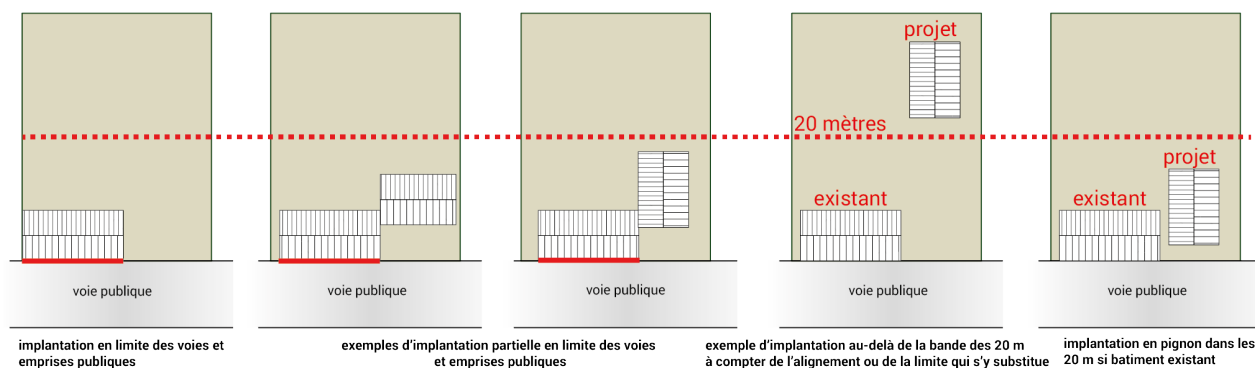 projet
20 mètres
projet
existant
existant
voie publique
voie publique
voie publique
voie publique
voie publique
implantation en limite des voies et
emprises publiques
exemples d'implantation partielle en limite des voies
et emprises publiques
exemple d'implantation au-delà de la bande des 20 m
à compter de l'alignement ou de la limite qui s'y substitue
implantation en pignon dans les
20 m si batiment existant